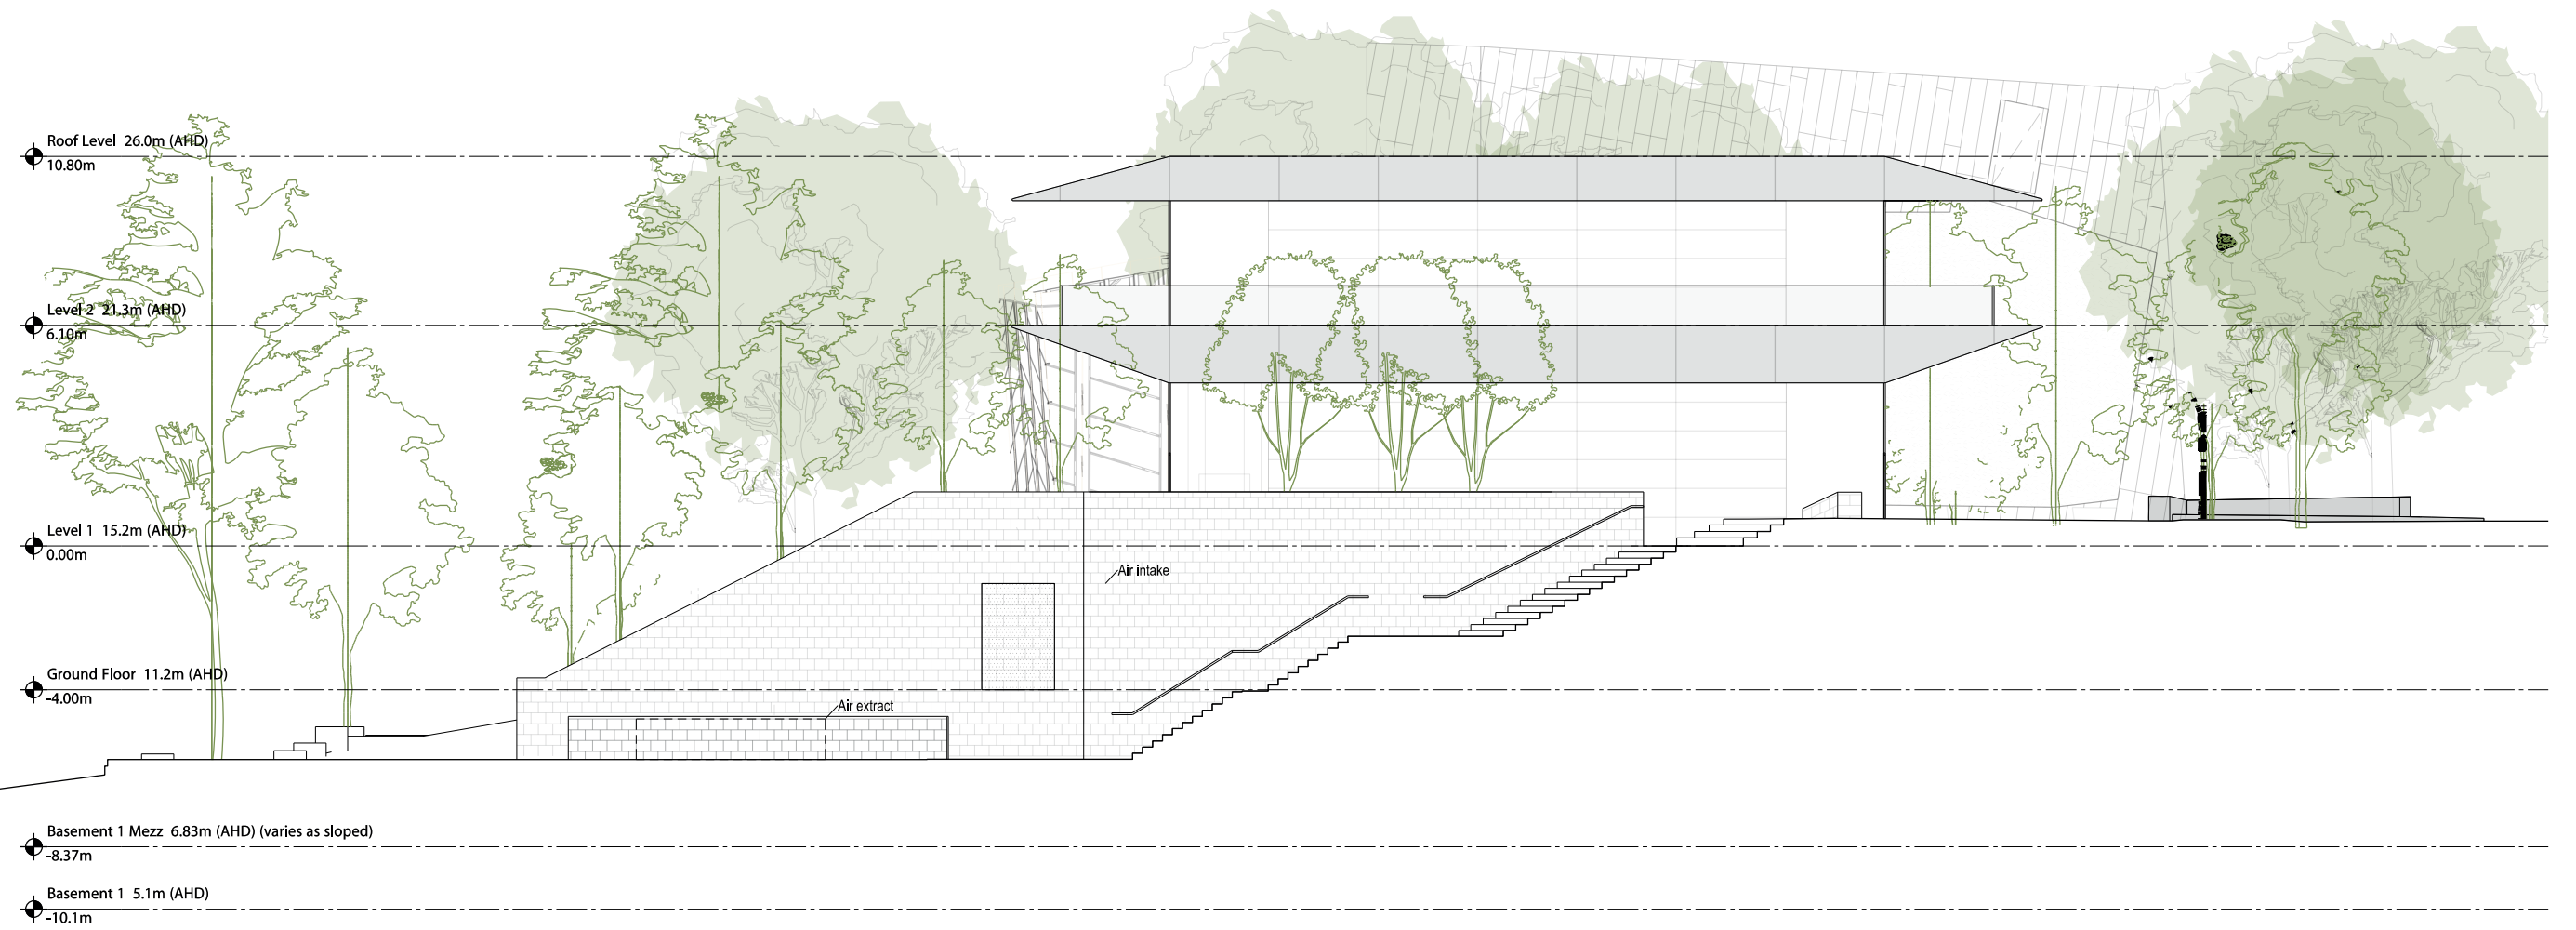 Roof Level 26.0m (AHD)
10.80m
Level 2 21.3m (AHD)
6.10m
Level 1 15.2m (AHD)
0.00m
Air intake
Ground Floor 11.2m (AHD)
-4.00m
Air extract
Basement 1 Mezz 6.83m (AHD) (varies as sloped)
-8.37m
Basement 1 5.1m (AHD)
-10.1m